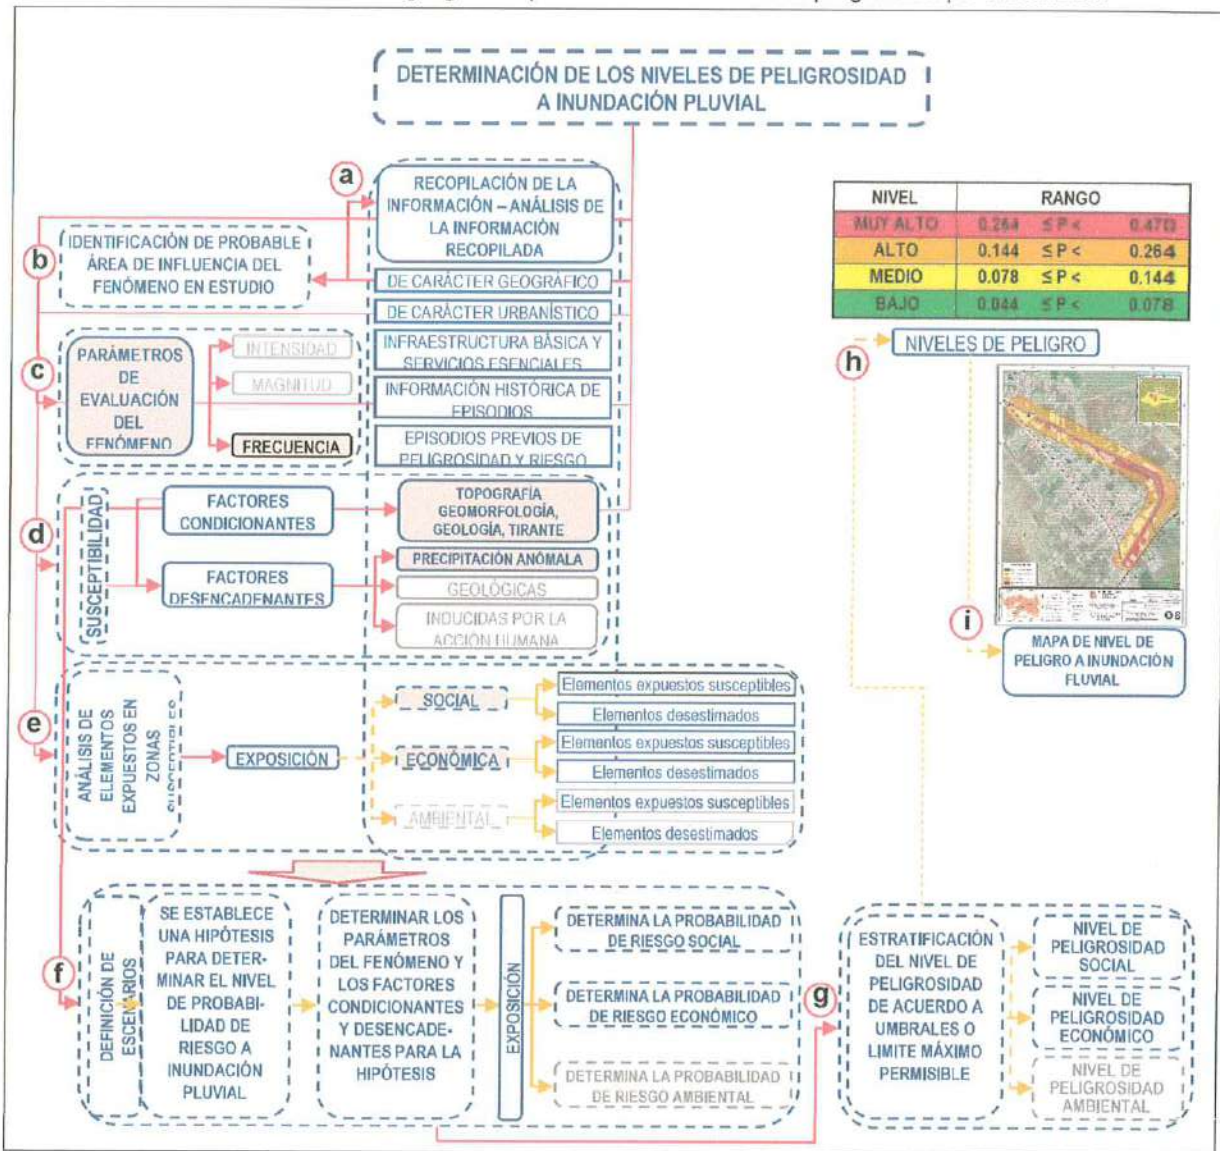 DETERMINACIÓN DE LOS NIVELES DE PELIGROSIDAD
A INUNDACIÓN PLUVIAL
a
RECOPILACIÓN DE LA
INFORMACIÓN – ANÁLISIS DE
LA INFORMACIÓN
RECOPILADA
DE CARÁCTER GEOGRÁFICO
DE CARÁCTER URBANÍSTICO
INFRAESTRUCTURA BÁSICA Y
SERVICIOS ESENCIALES
INFORMACIÓN HISTÓRICA DE
EPISODIOS
EPISODIOS PREVIOS DE
PELIGROSIDAD Y RIESGO
b
IDENTIFICACIÓN DE PROBABLE
ÁREA DE INFLUENCIA DEL
FENÓMENO EN ESTUDIO
c
PARÁMETROS
DE
EVALUACIÓN
DEL
FENÓMENO
INTENSIDAD
MAGNITUD
FRECUENCIA
d
SUSCEPTIBILIDAD
FACTORES
CONDICIONANTES
TOPOGRAFÍA
GEOMORFOLOGÍA,
GEOLOGÍA, TIRANTE
FACTORES
DESENCADENANTES
PRECIPITACIÓN ANÓMALA
GEOLÓGICAS
INDUCIDAS POR LA
ACCIÓN HUMANA
e
ANÁLISIS DE
ELEMENTOS
EXPUESTOS EN
ZONAS
EXPOSICIÓN
SOCIAL
Elementos expuestos susceptibles
Elementos desestimados
ECONÓMICA
Elementos expuestos susceptibles
Elementos desestimados
AMBIENTAL
Elementos expuestos susceptibles
Elementos desestimados
f
DEFINICIÓN DE
ESCENARIOS
SE ESTABLECE
UNA HIPÓTESIS
PARA DETER-
MINAR EL NIVEL
DE PROBABI-
LIDAD DE
RIESGO A
INUNDACIÓN
PLUVIAL
DETERMINAR LOS
PARÁMETROS
DEL FENÓMENO Y
LOS FACTORES
CONDICIONANTES
Y DESENCADE-
NANTES PARA LA
HIPÓTESIS
EXPOSICIÓN
DETERMINA LA PROBABILIDAD
DE RIESGO SOCIAL
DETERMINA LA PROBABILIDAD
DE RIESGO ECONÓMICO
DETERMINA LA PROBABILIDAD
DE RIESGO AMBIENTAL
g
ESTRATIFICACIÓN
DEL NIVEL DE
PELIGROSIDAD
DE ACUERDO A
UMBRALES O
LIMITE MÁXIMO
PERMISIBLE
NIVEL DE
PELIGROSIDAD
SOCIAL
NIVEL DE
PELIGROSIDAD
ECONÓMICO
NIVEL DE
PELIGROSIDAD
AMBIENTAL
NIVEL RANGO
MUY ALTO 0.264 ≤ P < 0.470
ALTO 0.144 ≤ P < 0.264
MEDIO 0.078 ≤ P < 0.144
BAJO 0.044 ≤ P < 0.078
h
NIVELES DE PELIGRO
i
MAPA DE NIVEL DE
PELIGRO A INUNDACIÓN
FLUVIAL